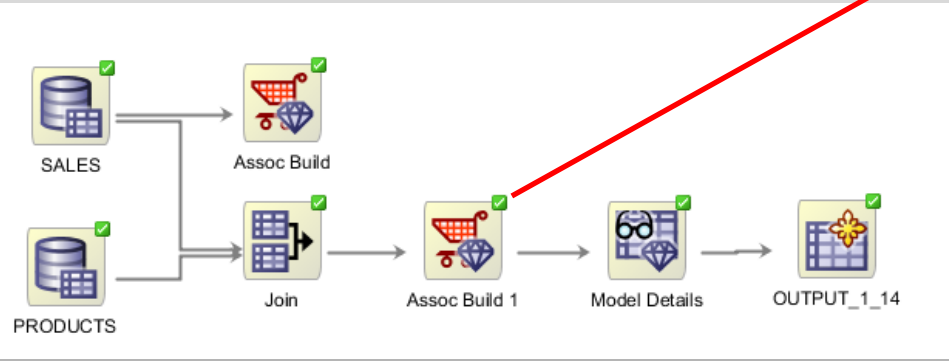 SALES
Assoc Build
PRODUCTS
Join
Assoc Build 1
Model Details
OUTPUT_1_14